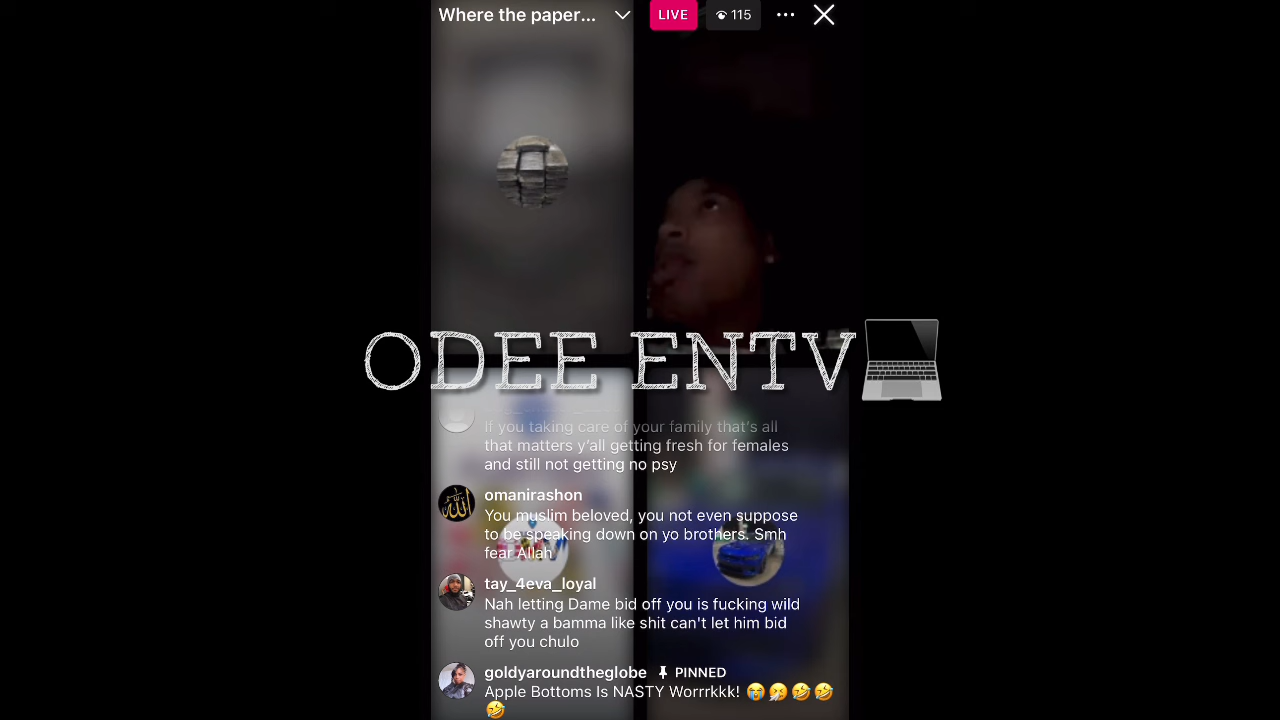 Where the paper...
LIVE
115
ODEE ENTV
If you taking care of your family that's all
that matters y'all getting fresh for females
and still not getting no psy
omanirashon
You muslim beloved, you not even suppose
to be speaking down on yo brothers. Smh
fear Allah
tay_4eva_loyal
Nah letting Dame bid off you is fucking wild
shawty a bamma like shit can't let him bid
off you chulo
goldyaroundtheglobe PINNED
Apple Bottoms Is NASTY Worrrkkk! 😭🤧🤣🤣
🤣